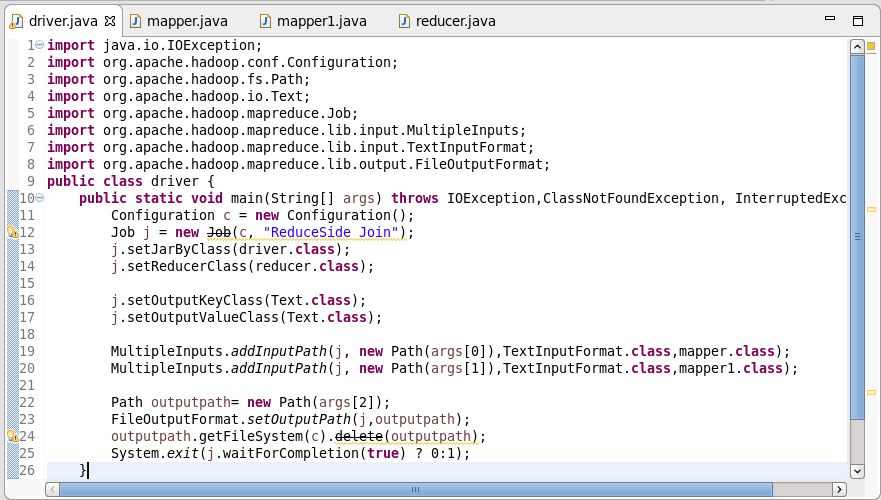 driver.java mapper.java mapper1.java reducer.java
1 import java.io.IOException;
2 import org.apache.hadoop.conf.Configuration;
3 import org.apache.hadoop.fs.Path;
4 import org.apache.hadoop.io.Text;
5 import org.apache.hadoop.mapreduce.Job;
6 import org.apache.hadoop.mapreduce.lib.input.MultipleInputs;
7 import org.apache.hadoop.mapreduce.lib.input.TextInputFormat;
8 import org.apache.hadoop.mapreduce.lib.output.FileOutputFormat;
9 public class driver {
10 public static void main(String[] args) throws IOException,ClassNotFoundException, InterruptedExc
11 Configuration c = new Configuration();
12 Job j = new Job(c, "ReduceSide Join");
13 j.setJarByClass(driver.class);
14 j.setReducerClass(reducer.class);
15
16 j.setOutputKeyClass(Text.class);
17 j.setOutputValueClass(Text.class);
18
19 MultipleInputs.addInputPath(j, new Path(args[0]),TextInputFormat.class,mapper.class);
20 MultipleInputs.addInputPath(j, new Path(args[1]),TextInputFormat.class,mapper1.class);
21
22 Path outputpath= new Path(args[2]);
23 FileOutputFormat.setOutputPath(j,outputpath);
24 outputpath.getFileSystem(c).delete(outputpath);
25 System.exit(j.waitForCompletion(true) ? 0:1);
26 }